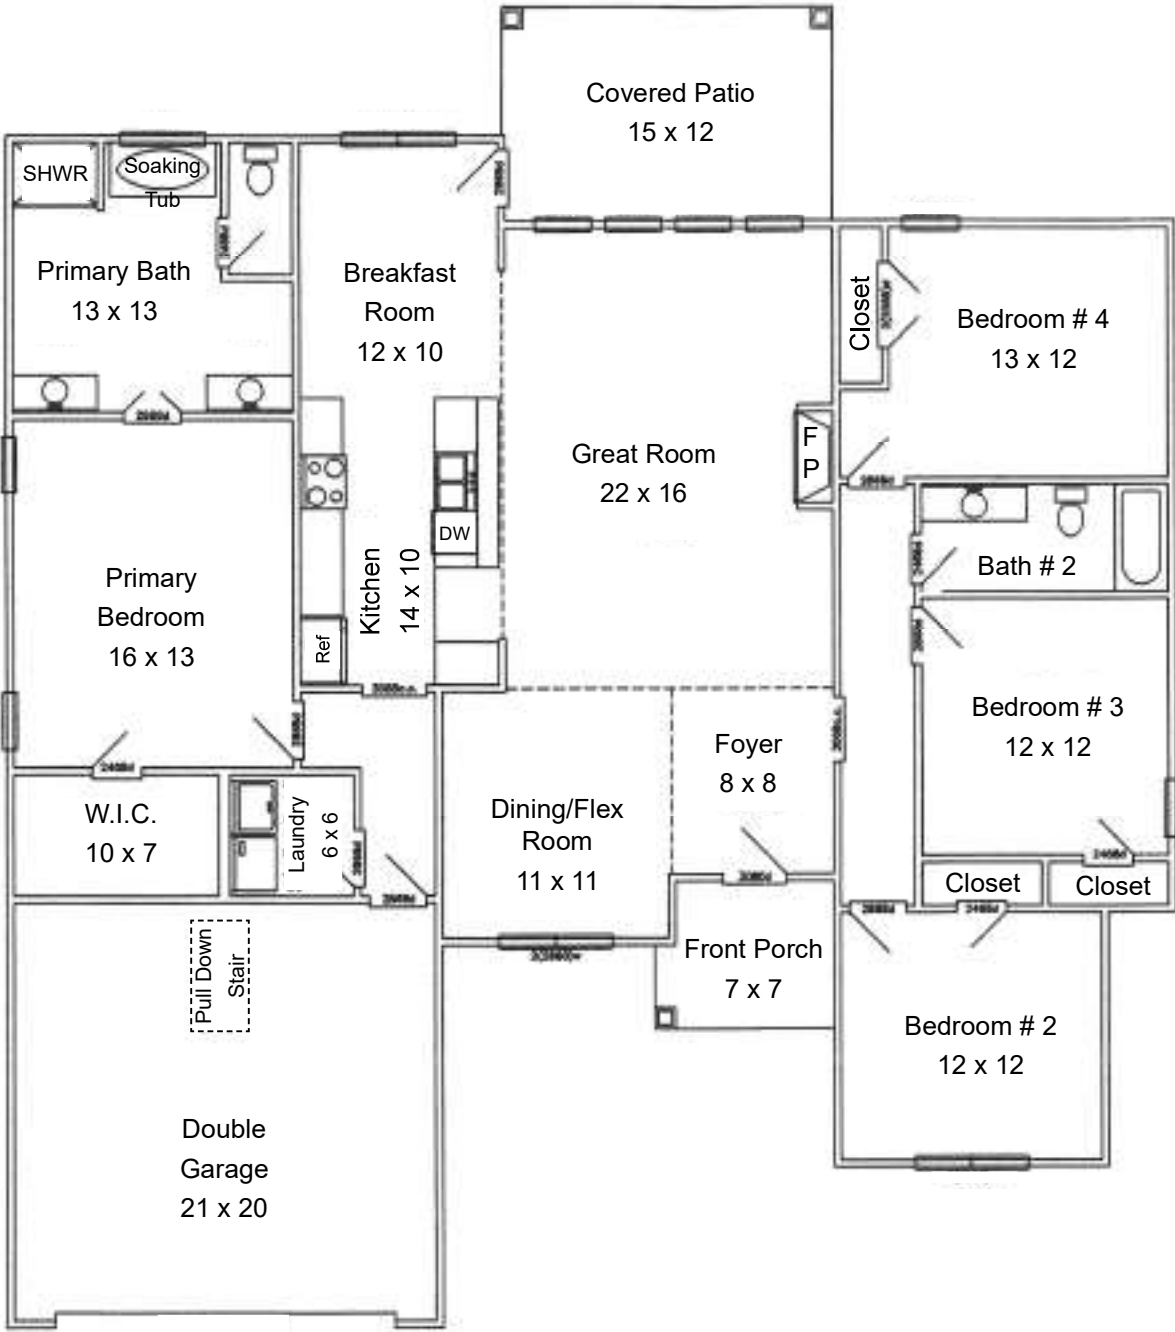 Covered Patio
15 x 12
SHWR
Soaking
Tub
Primary Bath
13 x 13
Breakfast
Room
12 x 10
Closet
Bedroom # 4
13 x 12
Great Room
22 x 16
F
P
DW
Kitchen
14 x 10
Ref
Primary
Bedroom
16 x 13
Bath # 2
Bedroom # 3
12 x 12
Foyer
8 x 8
Dining/Flex
Room
11 x 11
W.I.C.
10 x 7
Laundry
6 x 6
Closet
Closet
Pull Down
Stair
Front Porch
7 x 7
Bedroom # 2
12 x 12
Double
Garage
21 x 20